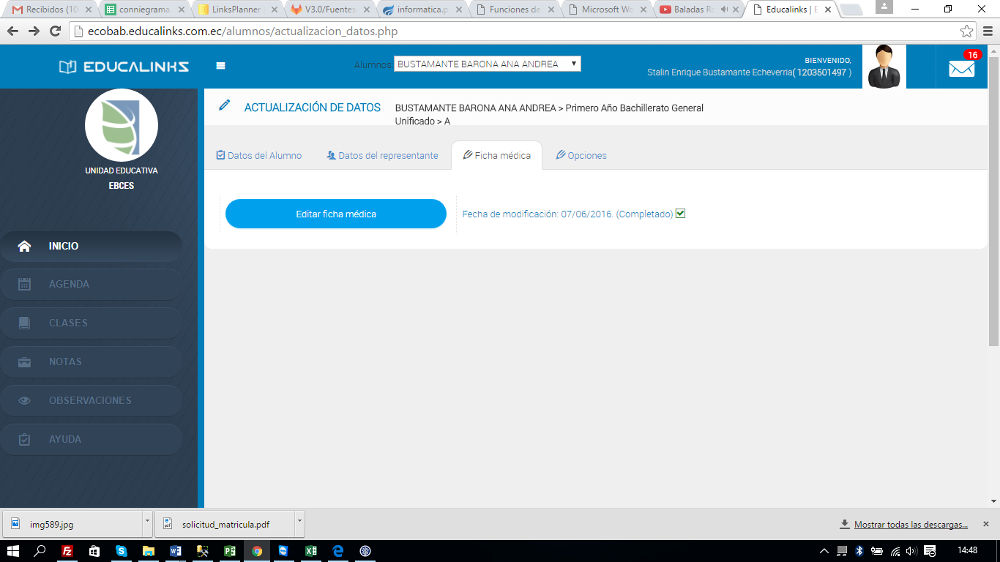 Recibidos (10
conniegrama
LinksPlanner
V3.0/Fuentes
informatica.p
Funciones de
Microsoft Wo
Baladas Ro
Educalinks | E
ecobab.educalinks.com.ec/alumnos/actualizacion_datos.php
EDUCALINKS
Alumnos:
BUSTAMANTE BARONA ANA ANDREA
BIENVENIDO,
Stalin Enrique Bustamante Echeverria( 1203501497 )
16
UNIDAD EDUCATIVA
EBCES
INICIO
AGENDA
CLASES
NOTAS
OBSERVACIONES
AYUDA
ACTUALIZACIÓN DE DATOS
BUSTAMANTE BARONA ANA ANDREA > Primero Año Bachillerato General
Unificado > A
Datos del Alumno
Datos del representante
Ficha médica
Opciones
Editar ficha médica
Fecha de modificación: 07/06/2016. (Completado)
img589.jpg
solicitud_matricula.pdf
Mostrar todas las descargas...
14:48